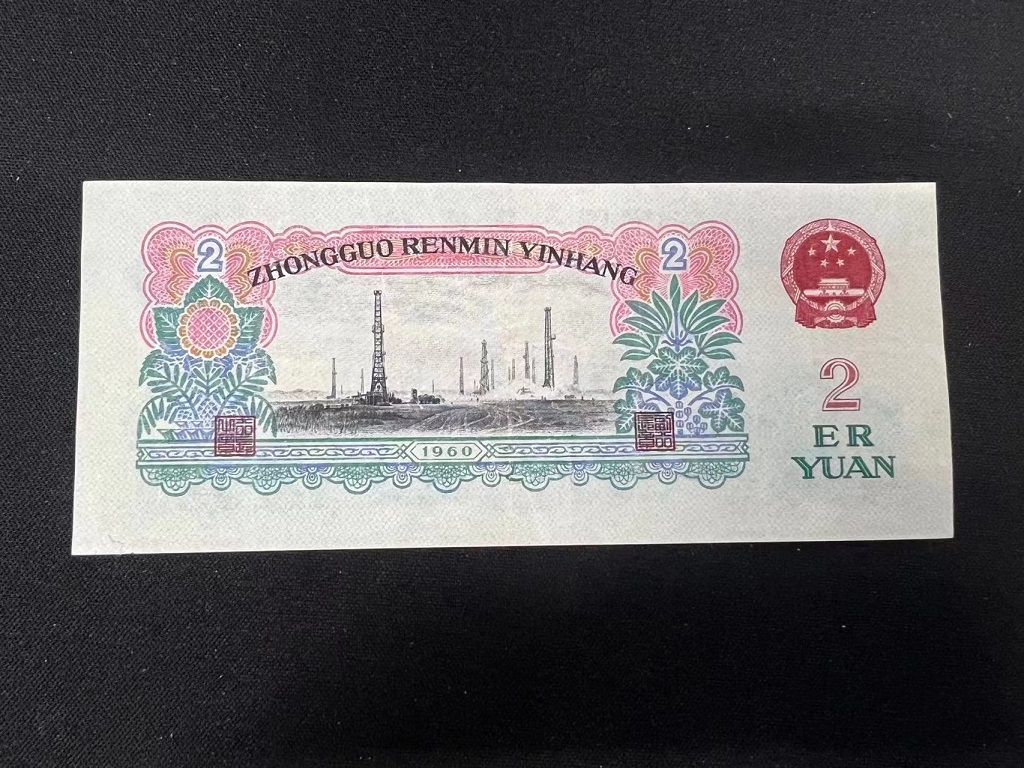 2
ZHONGGUO RENMIN YINHANG
2
1960
2
ER
YUAN